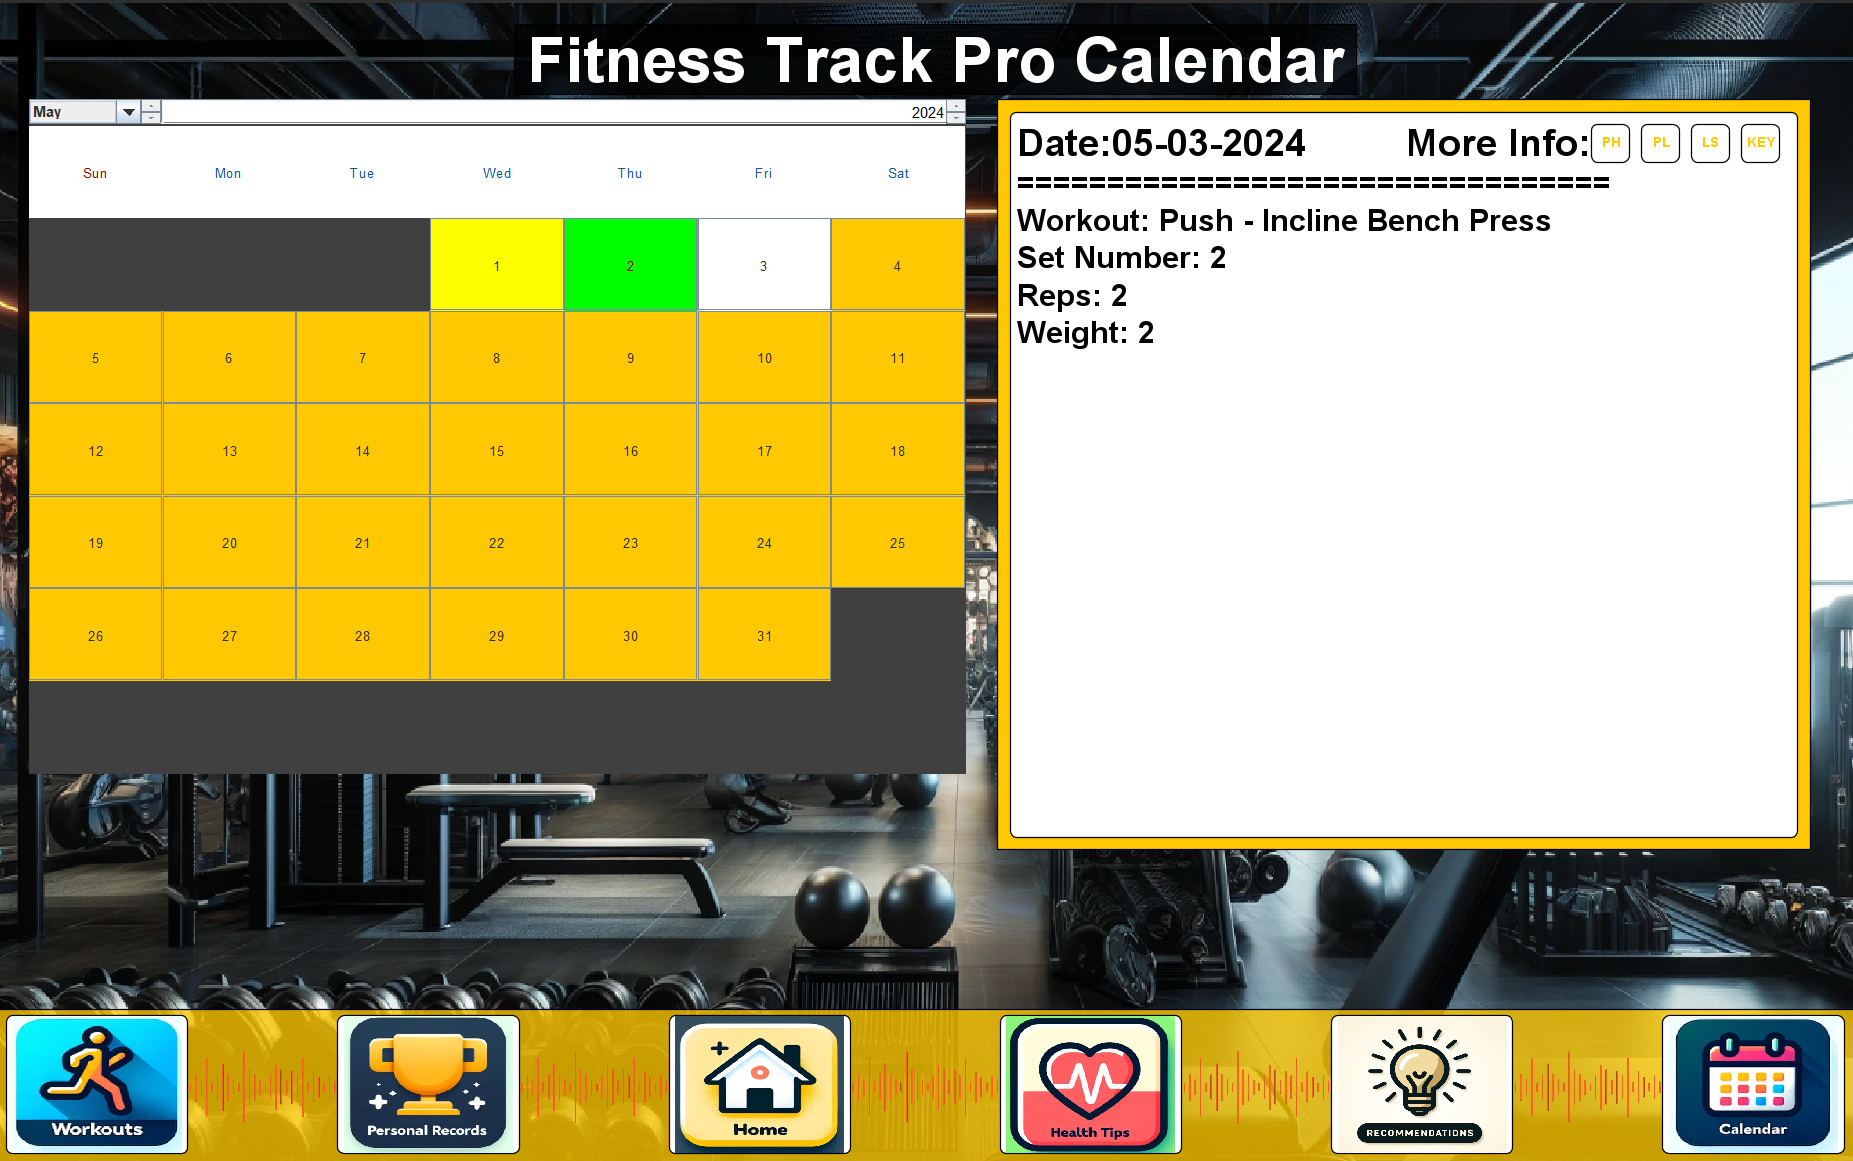 Fitness Track Pro Calendar
May 2024
Sun Mon Tue Wed Thu Fri Sat
1 2 3 4
5 6 7 8 9 10 11
12 13 14 15 16 17 18
19 20 21 22 23 24 25
26 27 28 29 30 31
Date:05-03-2024 More Info: PH PL LS KEY
=================================
Workout: Push - Incline Bench Press
Set Number: 2
Reps: 2
Weight: 2
Workouts
Personal Records
Home
Health Tips
RECOMMENDATIONS
Calendar